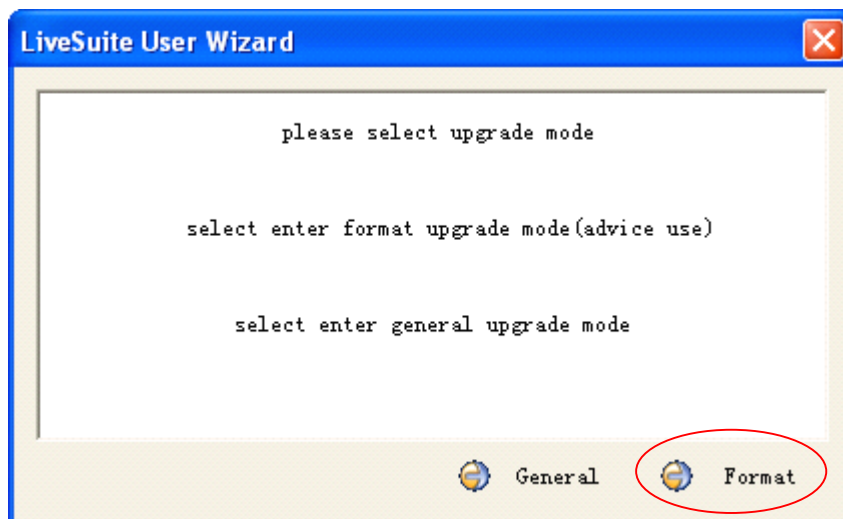 LiveSuite User Wizard
please select upgrade mode
select enter format upgrade mode(advice use)
select enter general upgrade mode
General Format